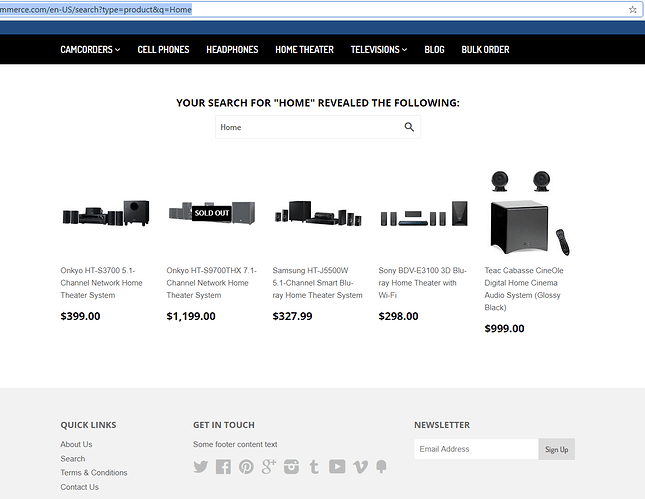 mmerce.com/en-US/search?type=product&q=Home
CAMCORDERS CELL PHONES HEADPHONES HOME THEATER TELEVISIONS BLOG BULK ORDER
YOUR SEARCH FOR "HOME" REVEALED THE FOLLOWING:
Home
SOLD OUT
Onkyo HT-S3700 5.1-
Channel Network Home
Theater System
$399.00
Onkyo HT-S9700THX 7.1-
Channel Network Home
Theater System
$1,199.00
Samsung HT-J5500W
5.1-Channel Smart Blu-
ray Home Theater System
$327.99
Sony BDV-E3100 3D Blu-
ray Home Theater with
Wi-Fi
$298.00
Teac Cabasse CineOle
Digital Home Cinema
Audio System (Glossy
Black)
$999.00
QUICK LINKS
About Us
Search
Terms & Conditions
Contact Us
GET IN TOUCH
Some footer content text
NEWSLETTER
Email Address
Sign Up